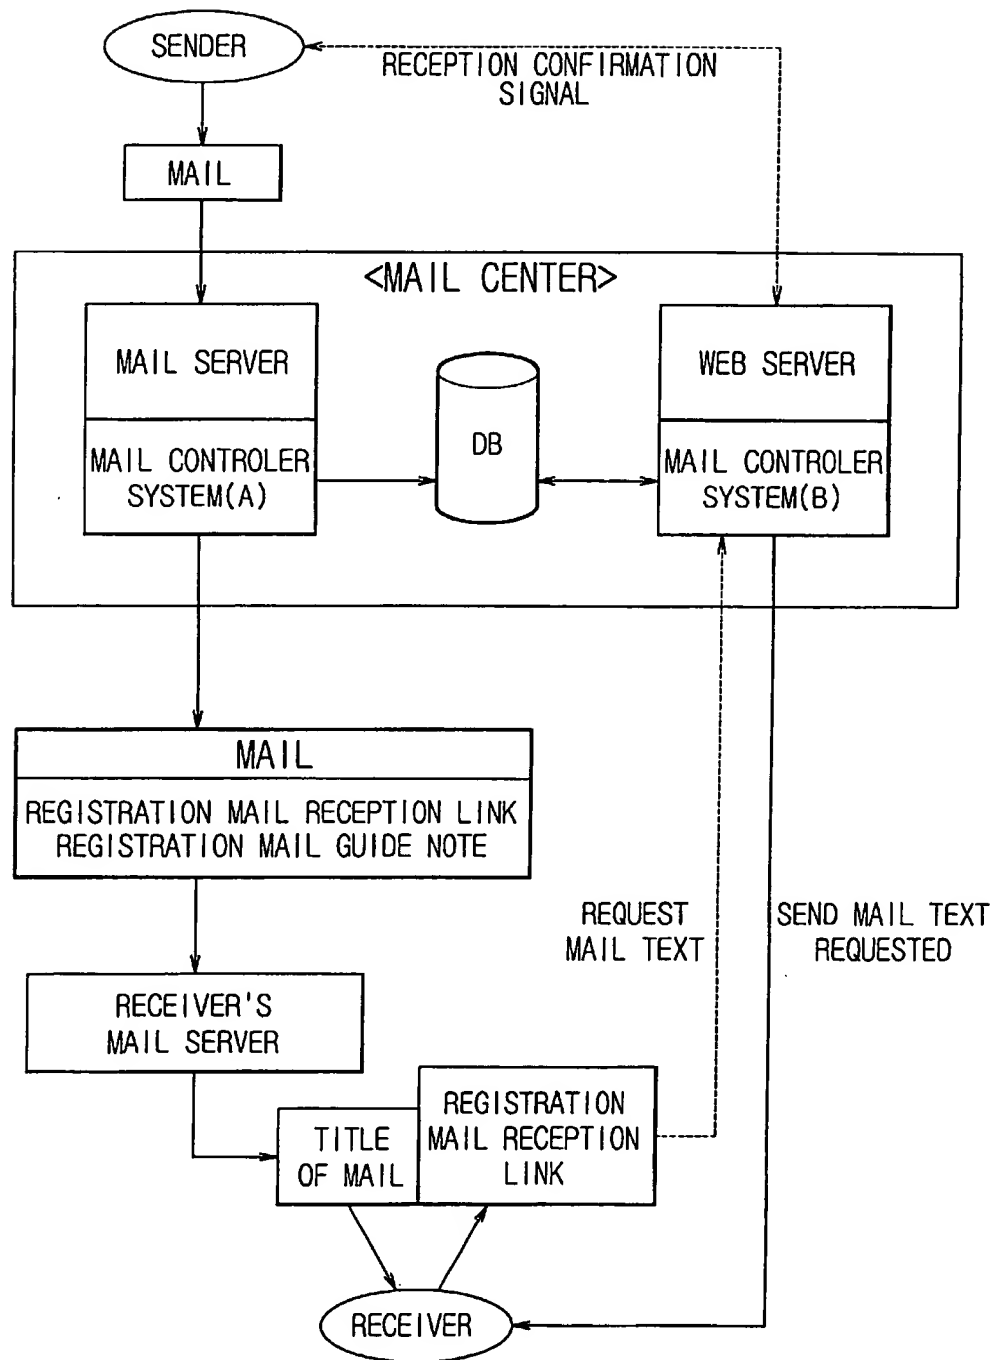 SENDER
RECEPTION CONFIRMATION
SIGNAL
MAIL
<MAIL CENTER>
MAIL SERVER
MAIL CONTROLER
SYSTEM(A)
DB
WEB SERVER
MAIL CONTROLER
SYSTEM(B)
MAIL
REGISTRATION MAIL RECEPTION LINK
REGISTRATION MAIL GUIDE NOTE
REQUEST
MAIL TEXT
SEND MAIL TEXT
REQUESTED
RECEIVER'S
MAIL SERVER
TITLE
OF MAIL
REGISTRATION
MAIL RECEPTION
LINK
RECEIVER